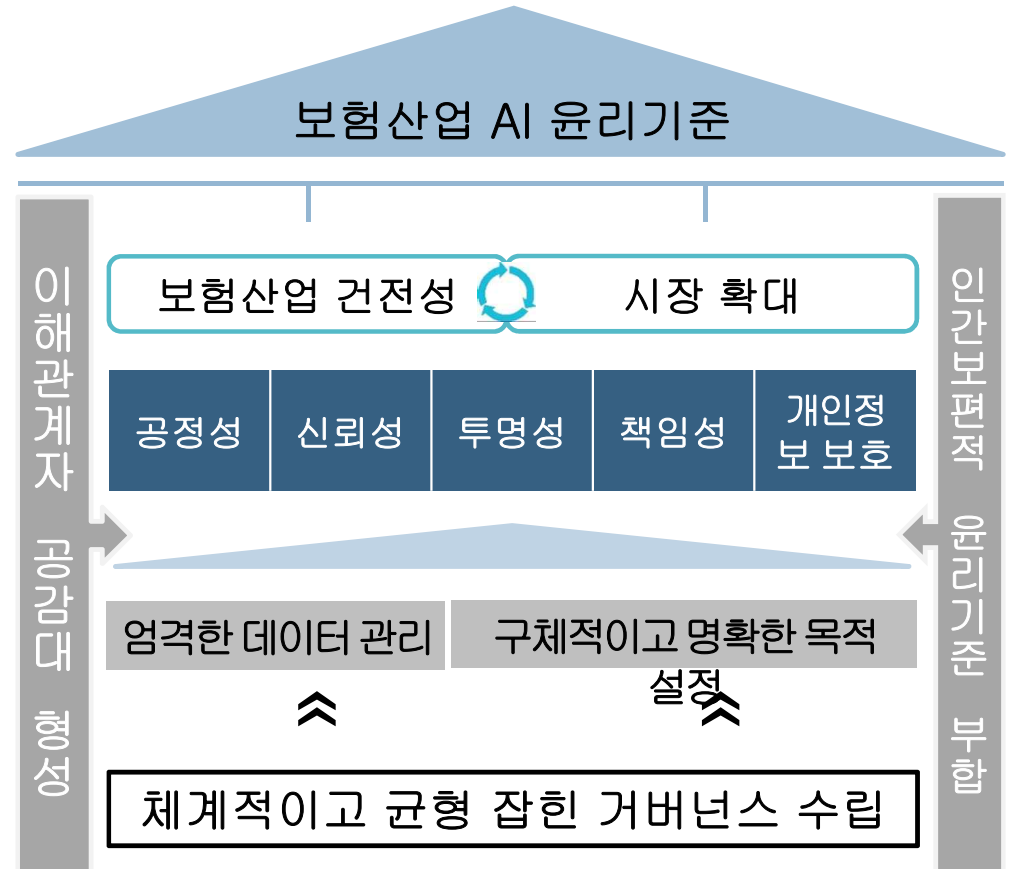 보험산업 AI 윤리기준
이해관계자 공감대 형성
보험산업 건전성
시장 확대
공정성
신뢰성
투명성
책임성
개인정
보 보호
엄격한 데이터 관리
구체적이고 명확한 목적
설정
체계적이고 균형 잡힌 거버넌스 수립
인간보편적 윤리기준 부합